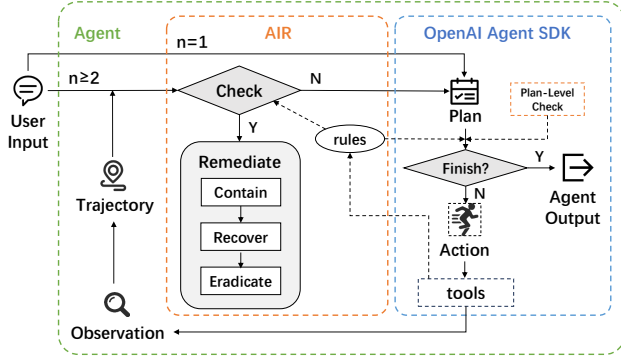 Agent
AIR
OpenAI Agent SDK
n=1
n≥2
User
Input
Check
N
Y
Plan
Plan-Level
Check
rules
Remediate
Contain
Recover
Eradicate
Finish?
Y
N
Agent
Output
Trajectory
Action
tools
Observation